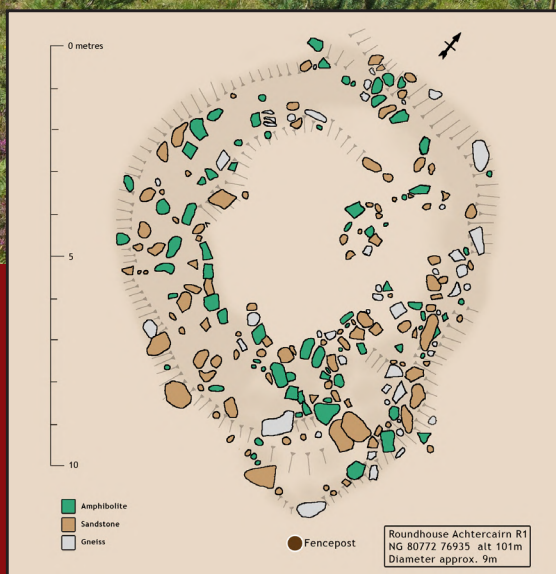 0 metres
5
10
Amphibolite
Sandstone
Gneiss
Fencepost
Roundhouse Achtercairn R1
NG 80772 76935 alt 101m
Diameter approx. 9m